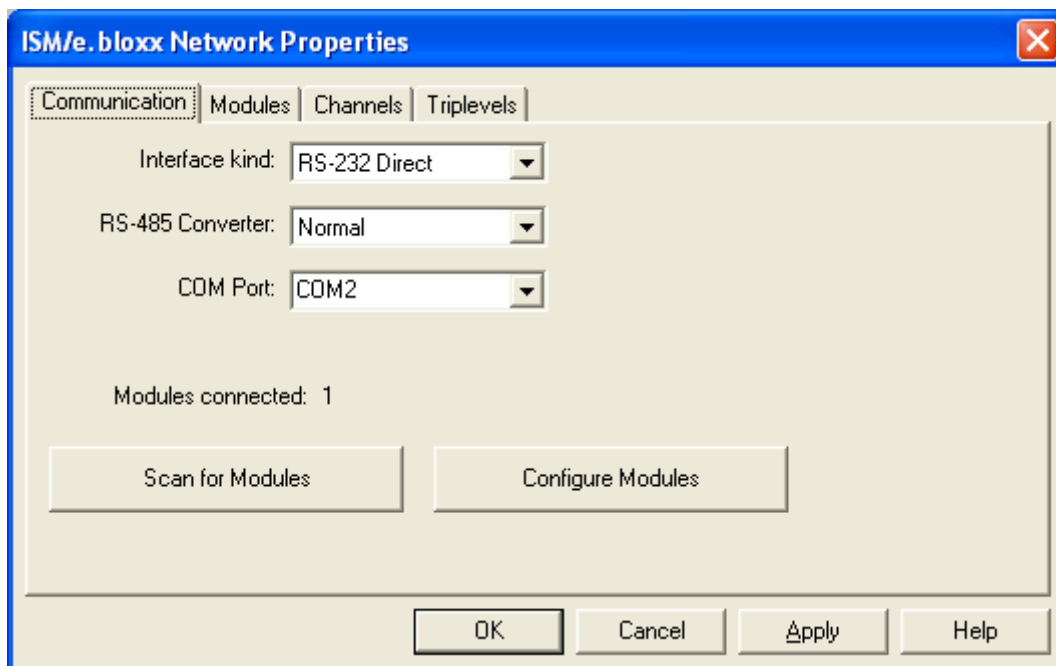 ISM/e.bloxx Network Properties
Communication Modules Channels Triplevels
Interface kind: RS-232 Direct
RS-485 Converter: Normal
COM Port: COM2
Modules connected: 1
Scan for Modules Configure Modules
OK Cancel Apply Help